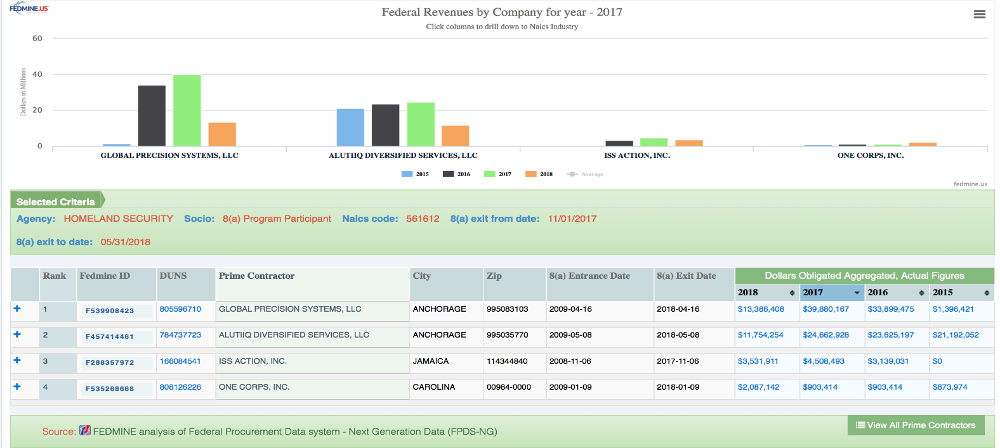 FEDMINE.US
Federal Revenues by Company for year - 2017
Click columns to drill down to Naics Industry
Dollars in Millions
60
40
20
0
GLOBAL PRECISION SYSTEMS, LLC ALUTIIQ DIVERSIFIED SERVICES, LLC ISS ACTION, INC. ONE CORPS, INC.
2015 2016 2017 2018 Average
fedmine.us
Selected Criteria
Agency: HOMELAND SECURITY Socio: 8(a) Program Participant Naics code: 561612 8(a) exit from date: 11/01/2017
8(a) exit to date: 05/31/2018
Rank Fedmine ID DUNS Prime Contractor City Zip 8(a) Entrance Date 8(a) Exit Date Dollars Obligated Aggregated, Actual Figures
2018 2017 2016 2015
+ 1 F539908423 805596710 GLOBAL PRECISION SYSTEMS, LLC ANCHORAGE 995083103 2009-04-16 2018-04-16 $13,386,408 $39,880,167 $33,899,475 $1,396,421
+ 2 F457414461 784737723 ALUTIIQ DIVERSIFIED SERVICES, LLC ANCHORAGE 995035770 2009-05-08 2018-05-08 $11,754,254 $24,662,928 $23,625,197 $21,192,052
+ 3 F288357972 166084541 ISS ACTION, INC. JAMAICA 114344840 2008-11-06 2017-11-06 $3,531,911 $4,508,493 $3,139,031 $0
+ 4 F535268668 808126226 ONE CORPS, INC. CAROLINA 00984-0000 2009-01-09 2018-01-09 $2,087,142 $903,414 $903,414 $873,974
Source: FEDMINE analysis of Federal Procurement Data system - Next Generation Data (FPDS-NG)
View All Prime Contractors